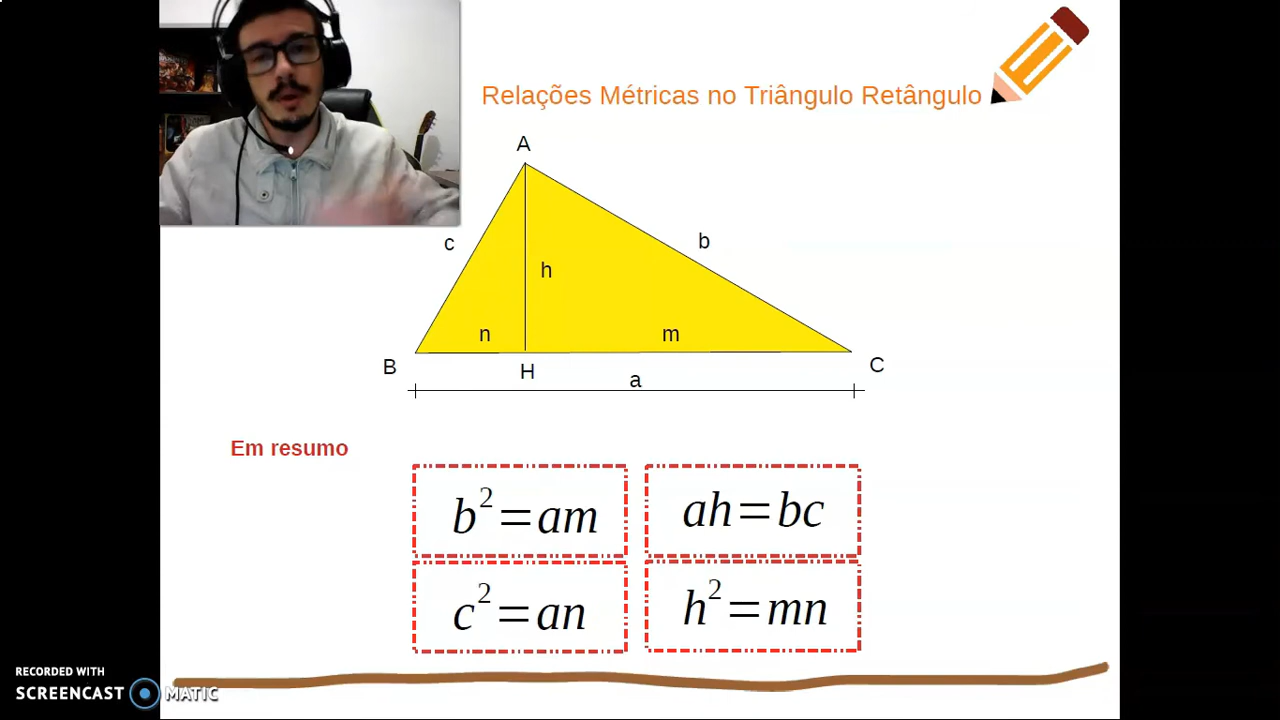 Relações Métricas no Triângulo Retângulo
A
c
b
h
n
m
B
H
C
a
Em resumo
b²=am
ah=bc
c²=an
h²=mn
RECORDED WITH
SCREENCAST MATIC